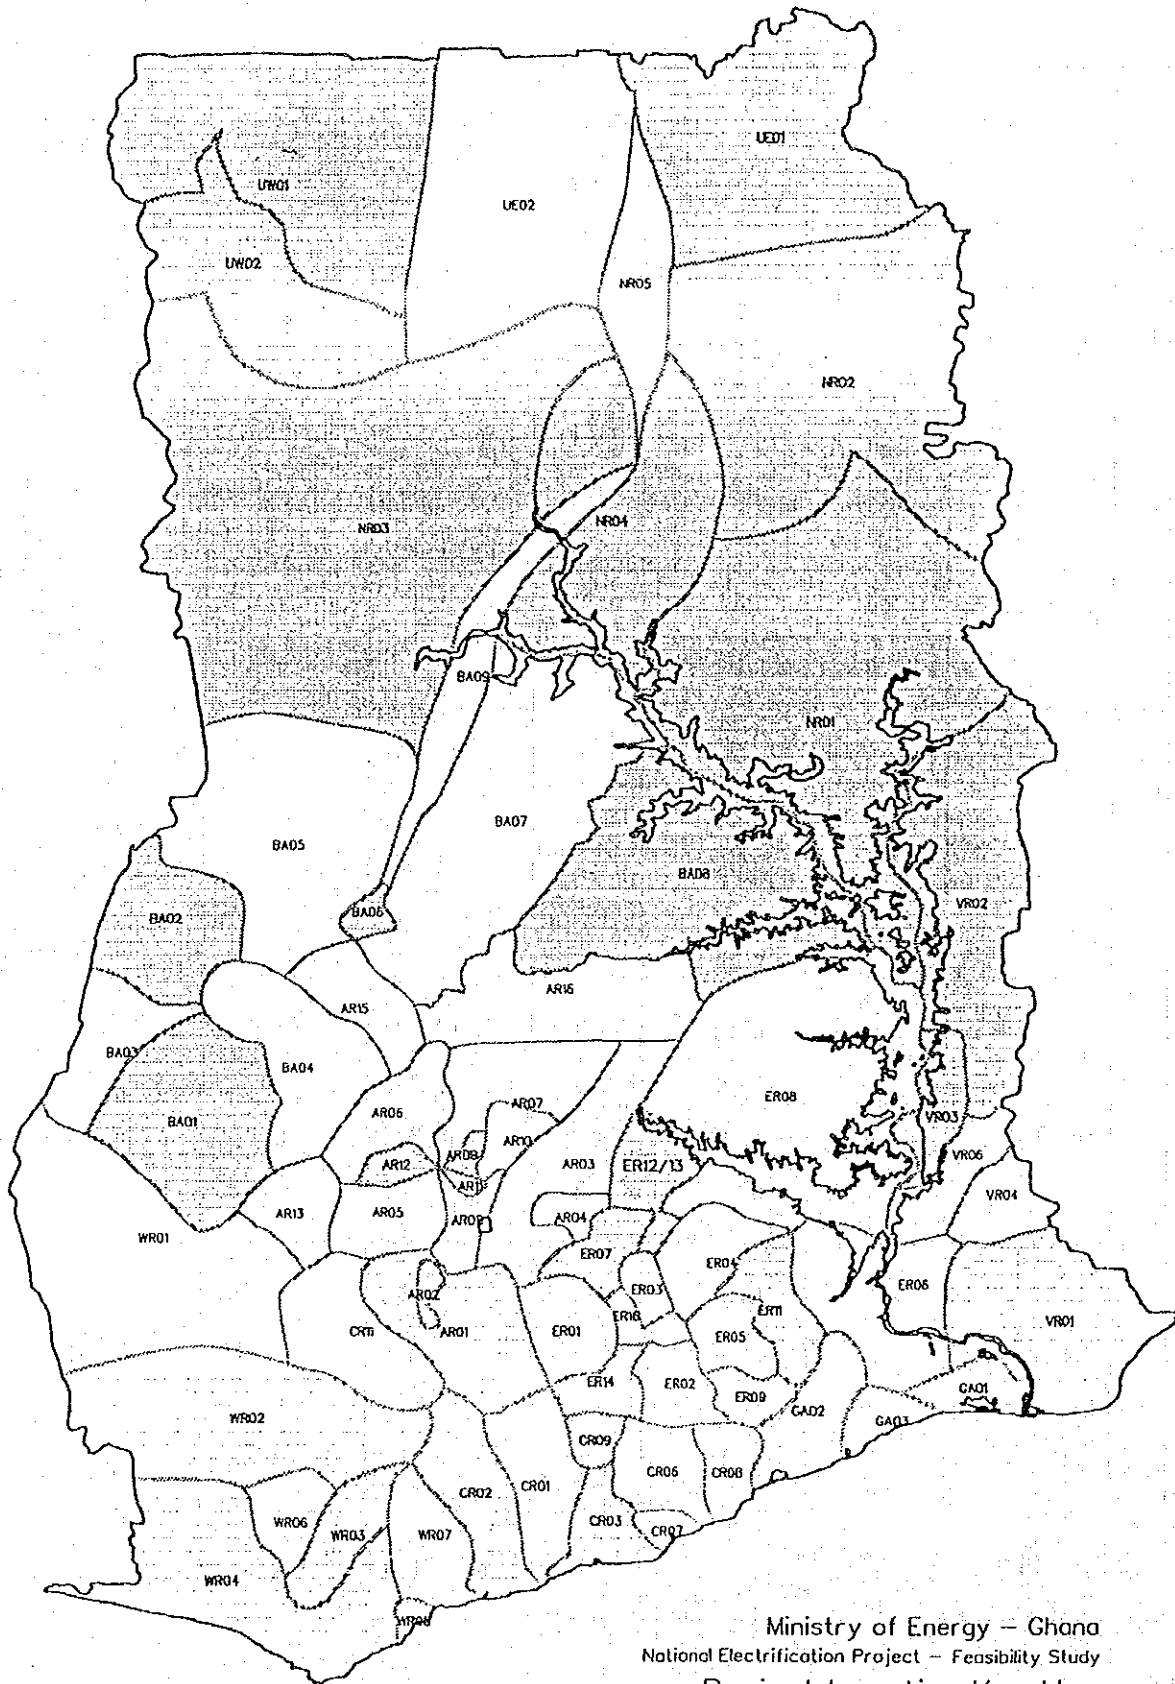 UE01
UW01
UE02
UW02
NR05
NR02
NR03
NR04
BA09
NR01
BA07
BA05
BA08
BA02
BA06
VR02
AR16
AR15
BA03
BA04
ER08
AR07
AR06
VR03
BA01
AR10
AR08
VR06
AR12
AR03
ER12/13
AR11
VR04
AR13
AR05
AR04
WR01
ER07
ER04
ER06
ER03
AR02
ER11
VR01
CR11
AR01
ER01
ER05
ER14
ER02
GA01
ER09
GA02
WR02
GA03
CR09
CR06
CR08
CR02
CR01
WR06
CR03
CR07
WR03
WR07
WR04
Ministry of Energy – Ghana
National Electrification Project – Feasibility Study